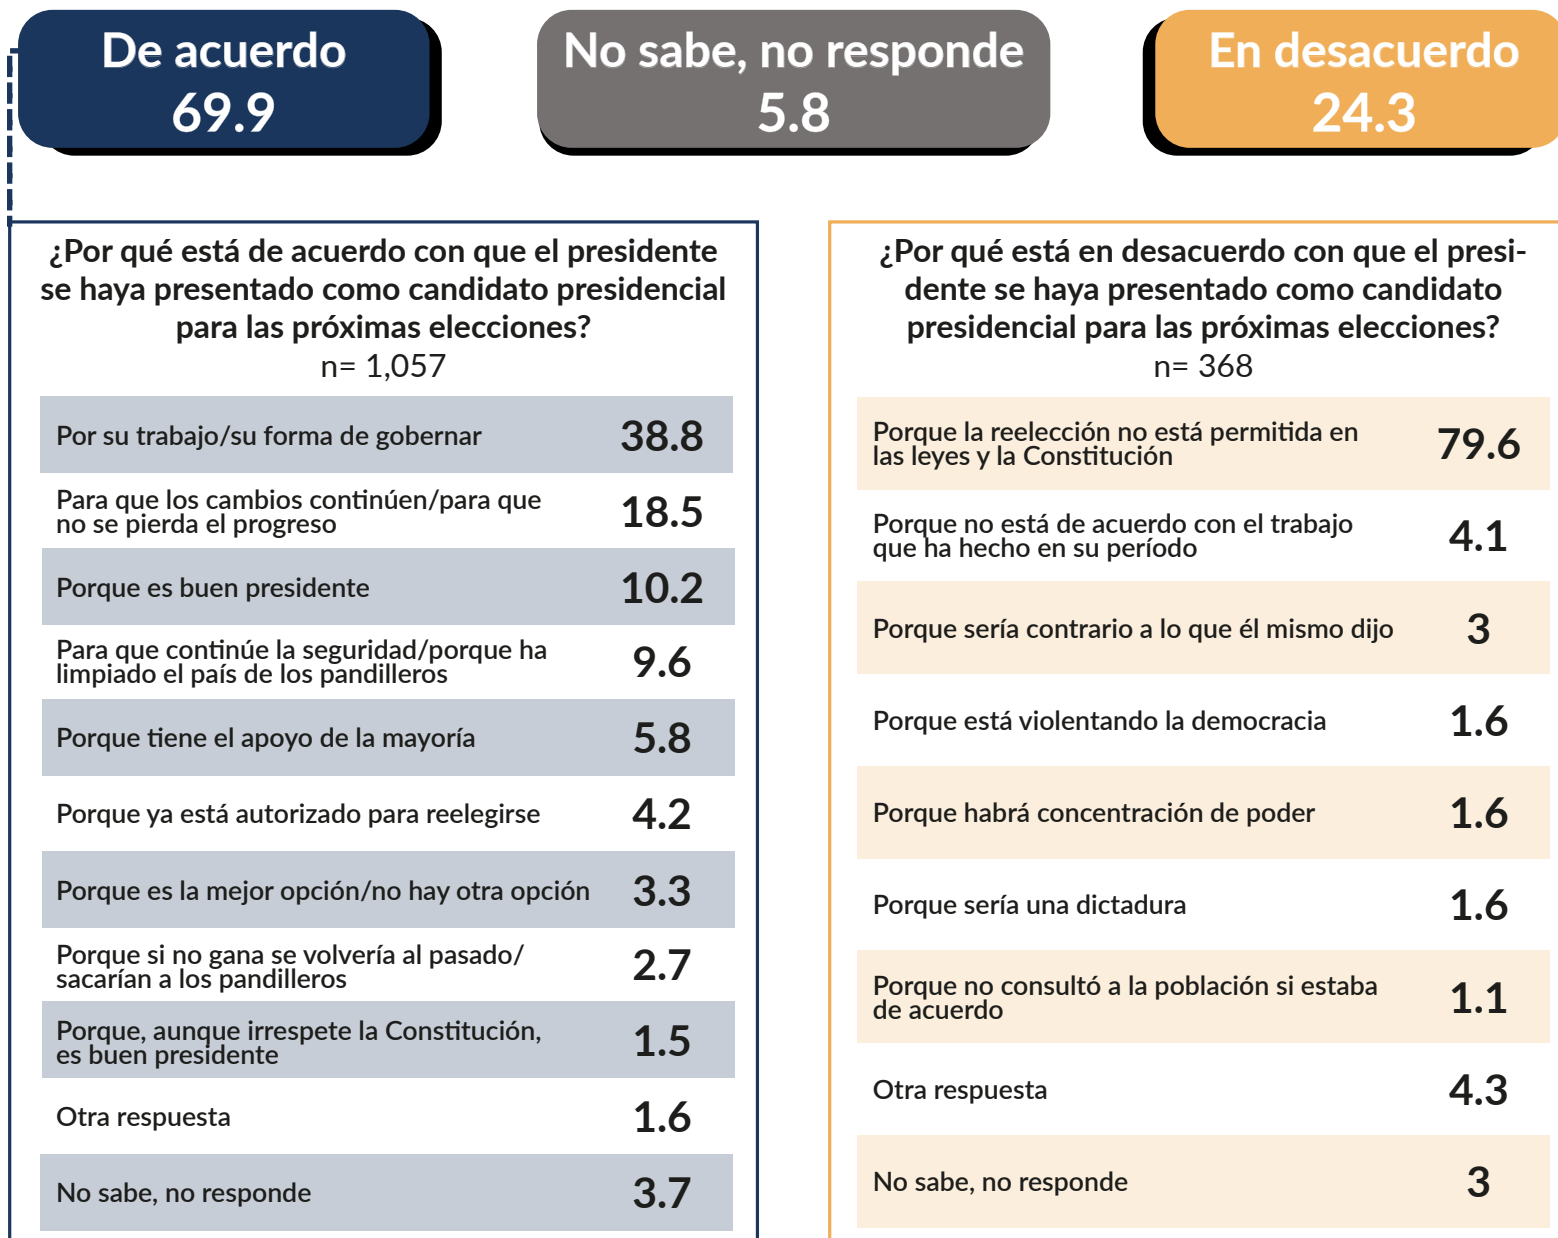 De acuerdo
69.9
No sabe, no responde
5.8
En desacuerdo
24.3
¿Por qué está de acuerdo con que el presidente
se haya presentado como candidato presidencial
para las próximas elecciones?
n= 1,057
Por su trabajo/su forma de gobernar 38.8
Para que los cambios continúen/para que
no se pierda el progreso 18.5
Porque es buen presidente 10.2
Para que continúe la seguridad/porque ha
limpiado el país de los pandilleros 9.6
Porque tiene el apoyo de la mayoría 5.8
Porque ya está autorizado para reelegirse 4.2
Porque es la mejor opción/no hay otra opción 3.3
Porque si no gana se volvería al pasado/
sacarían a los pandilleros 2.7
Porque, aunque irrespete la Constitución,
es buen presidente 1.5
Otra respuesta 1.6
No sabe, no responde 3.7
¿Por qué está en desacuerdo con que el presi-
dente se haya presentado como candidato
presidencial para las próximas elecciones?
n= 368
Porque la reelección no está permitida en
las leyes y la Constitución 79.6
Porque no está de acuerdo con el trabajo
que ha hecho en su período 4.1
Porque sería contrario a lo que él mismo dijo 3
Porque está violentando la democracia 1.6
Porque habrá concentración de poder 1.6
Porque sería una dictadura 1.6
Porque no consultó a la población si estaba
de acuerdo 1.1
Otra respuesta 4.3
No sabe, no responde 3